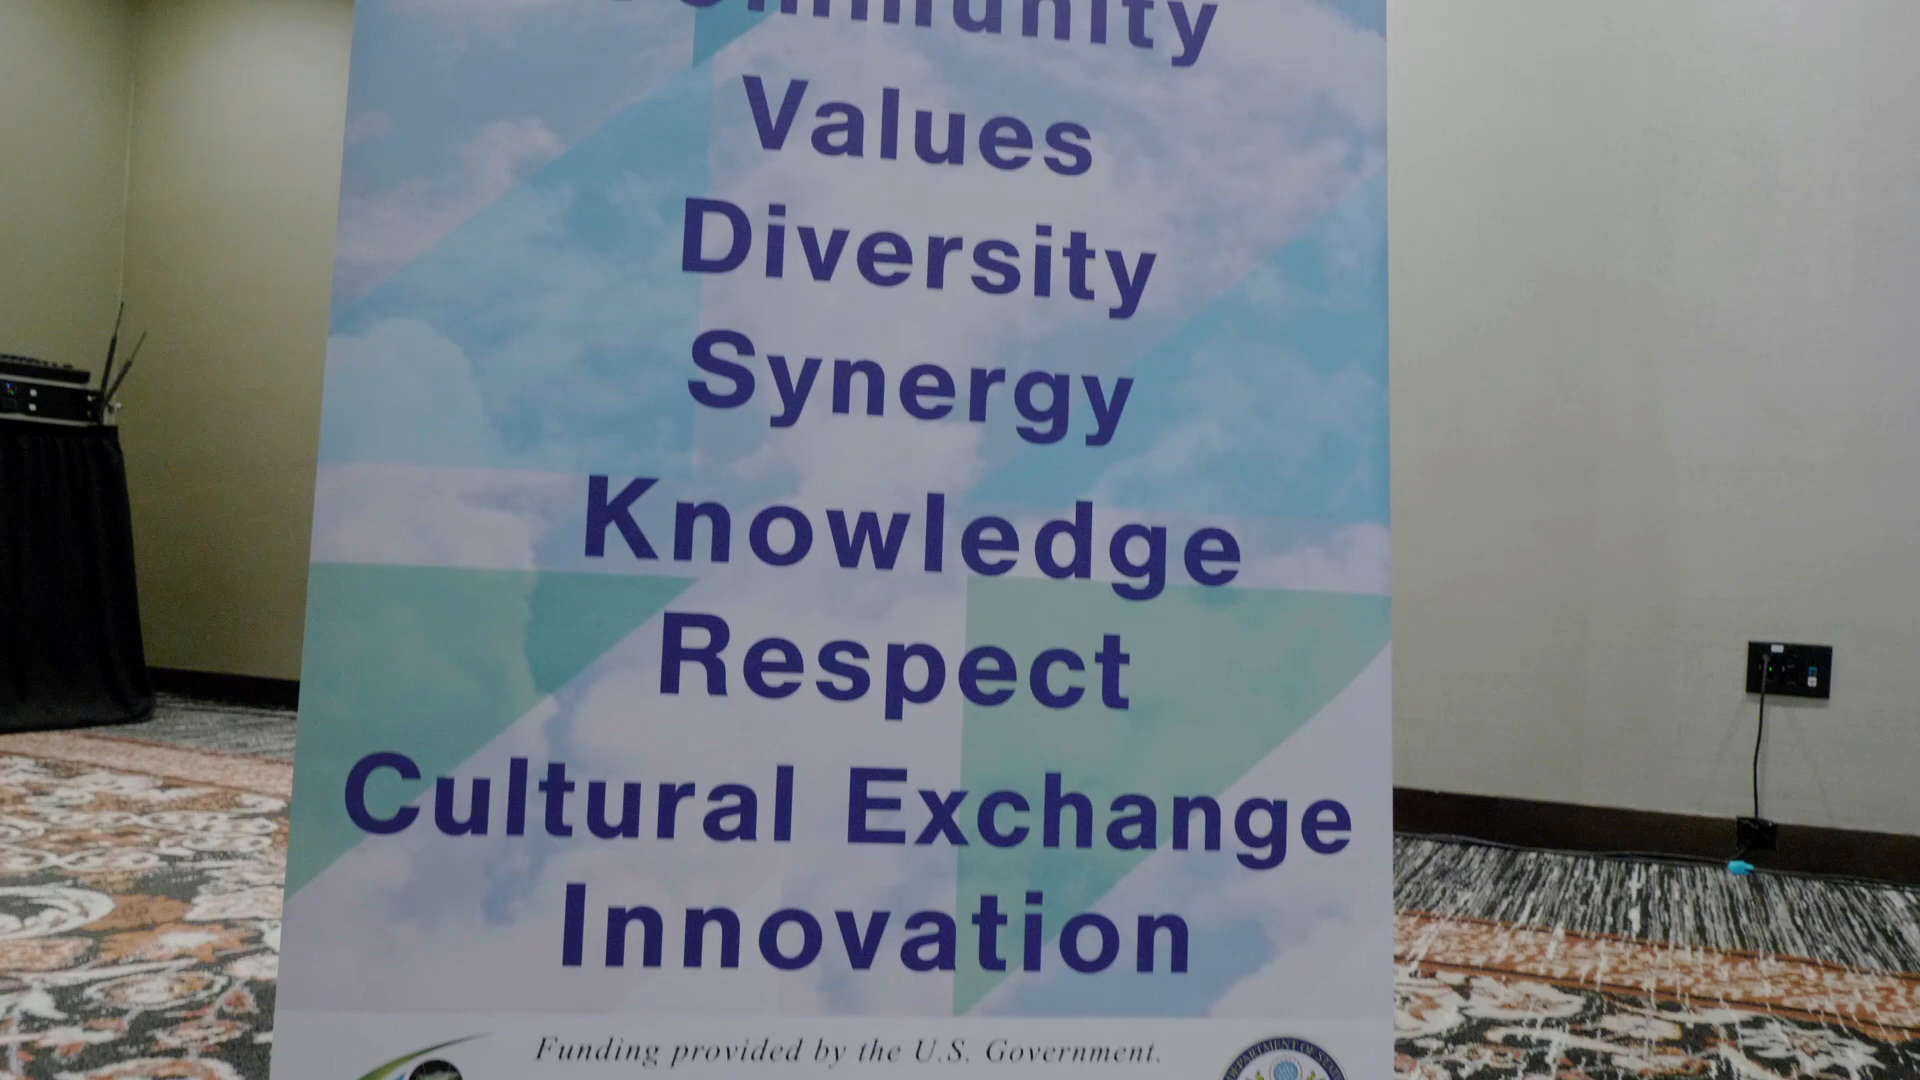 Community
Values
Diversity
Synergy
Knowledge
Respect
Cultural Exchange
Innovation
Funding provided by the U.S. Government.